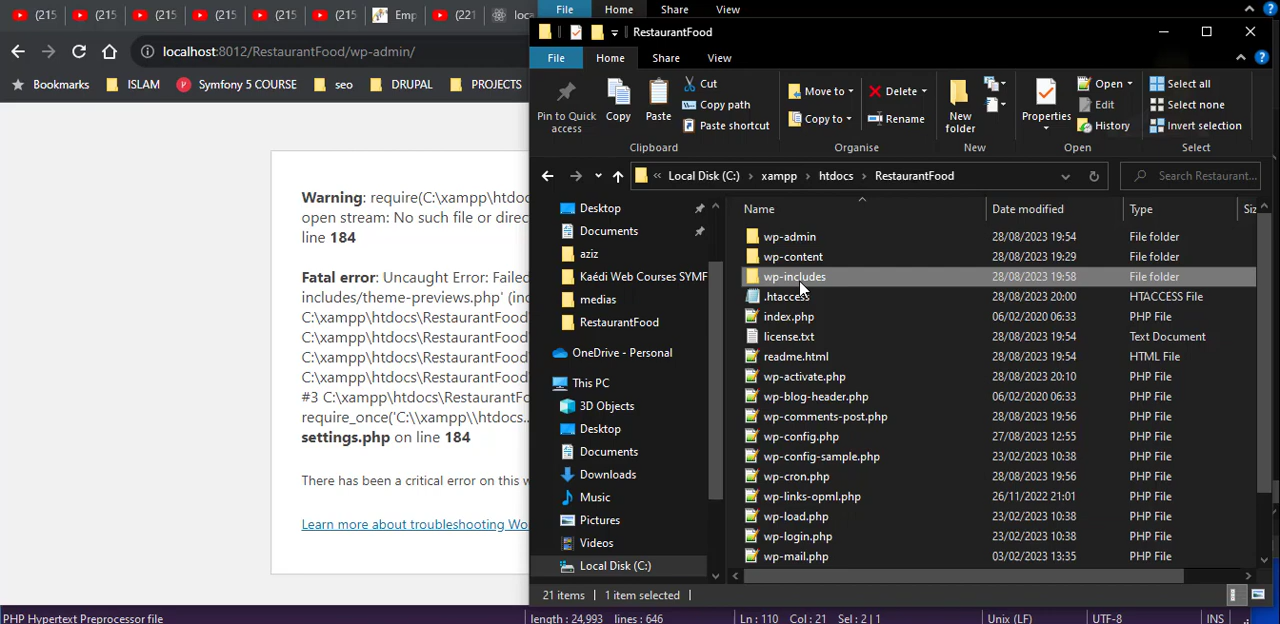 (215
(215
(215
(215
(215
(215
Emp
(221
loca
localhost:8012/RestaurantFood/wp-admin/
Bookmarks
ISLAM
Symfony 5 COURSE
seo
DRUPAL
PROJECTS
Warning: require(C:\xampp\htdoc
open stream: No such file or direc
line 184
Fatal error: Uncaught Error: Failed
includes/theme-previews.php' (inc
C:\xampp\htdocs\RestaurantFood\
C:\xampp\htdocs\RestaurantFood\
C:\xampp\htdocs\RestaurantFood\
C:\xampp\htdocs\RestaurantFood\
#3 C:\xampp\htdocs\RestaurantFo
require_once('C:\\xampp\\htdocs..
settings.php on line 184
There has been a critical error on this w
Learn more about troubleshooting Wo
File Home Share View
RestaurantFood
File Home Share View
Pin to Quick access
Copy
Paste
Cut
Copy path
Paste shortcut
Clipboard
Move to
Copy to
Delete
Rename
Organise
New folder
New
Properties
Open
Edit
History
Open
Select all
Select none
Invert selection
Select
« Local Disk (C:) > xampp > htdocs > RestaurantFood
Search Restaurant...
Desktop
Documents
aziz
Kaédi Web Courses SYMF
medias
RestaurantFood
OneDrive - Personal
This PC
3D Objects
Desktop
Documents
Downloads
Music
Pictures
Videos
Local Disk (C:)
Name Date modified Type Siz
wp-admin 28/08/2023 19:54 File folder
wp-content 28/08/2023 19:29 File folder
wp-includes 28/08/2023 19:58 File folder
.htaccess 28/08/2023 20:00 HTACCESS File
index.php 06/02/2020 06:33 PHP File
license.txt 28/08/2023 19:54 Text Document
readme.html 28/08/2023 19:54 HTML File
wp-activate.php 28/08/2023 20:10 PHP File
wp-blog-header.php 06/02/2020 06:33 PHP File
wp-comments-post.php 28/08/2023 19:56 PHP File
wp-config.php 27/08/2023 12:55 PHP File
wp-config-sample.php 23/02/2023 10:38 PHP File
wp-cron.php 28/08/2023 19:56 PHP File
wp-links-opml.php 26/11/2022 21:01 PHP File
wp-load.php 23/02/2023 10:38 PHP File
wp-login.php 23/02/2023 10:38 PHP File
wp-mail.php 03/02/2023 13:35 PHP File
21 items 1 item selected
PHP Hypertext Preprocessor file length : 24,993 lines : 646 Ln : 110 Col : 21 Sel : 2 | 1 Unix (LF) UTF-8 INS